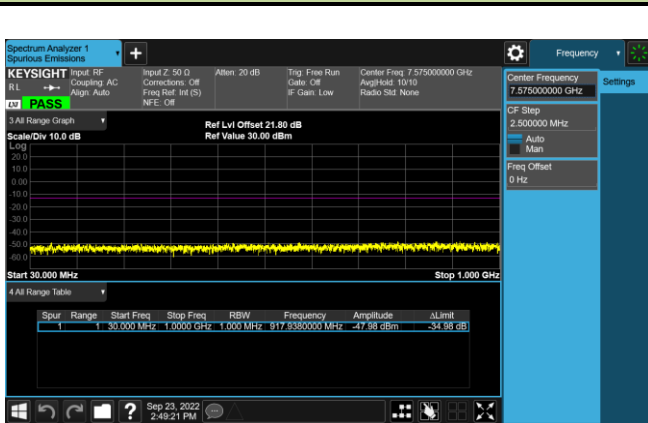 Spectrum Analyzer 1
Spurious Emissions
Frequency
KEYSIGHT
RL
PASS
Input: RF
Coupling: AC
Align: Auto
Input Z: 50 Ω
Corrections: Off
Freq Ref: Int (S)
NFE: Off
Atten: 20 dB
Trig: Free Run
Gate: Off
IF Gain: Low
Center Freq: 7.575000000 GHz
Avg|Hold: 10/10
Radio Std: None
Center Frequency
7.575000000 GHz
Settings
CF Step
2.500000 MHz
Auto
Man
Freq Offset
0 Hz
3 All Range Graph
Scale/Div 10.0 dB
Ref Lvl Offset 21.80 dB
Ref Value 30.00 dBm
Log
20.0
10.0
0.00
-10.0
-20.0
-30.0
-40.0
-50.0
-60.0
Start 30.000 MHz
Stop 1.000 GHz
4 All Range Table
Spur Range Start Freq Stop Freq RBW Frequency Amplitude ΔLimit
1 1 30.000 MHz 1.0000 GHz 1.000 MHz 917.9380000 MHz -47.98 dBm -34.98 dB
?
Sep 23, 2022
2:49:21 PM